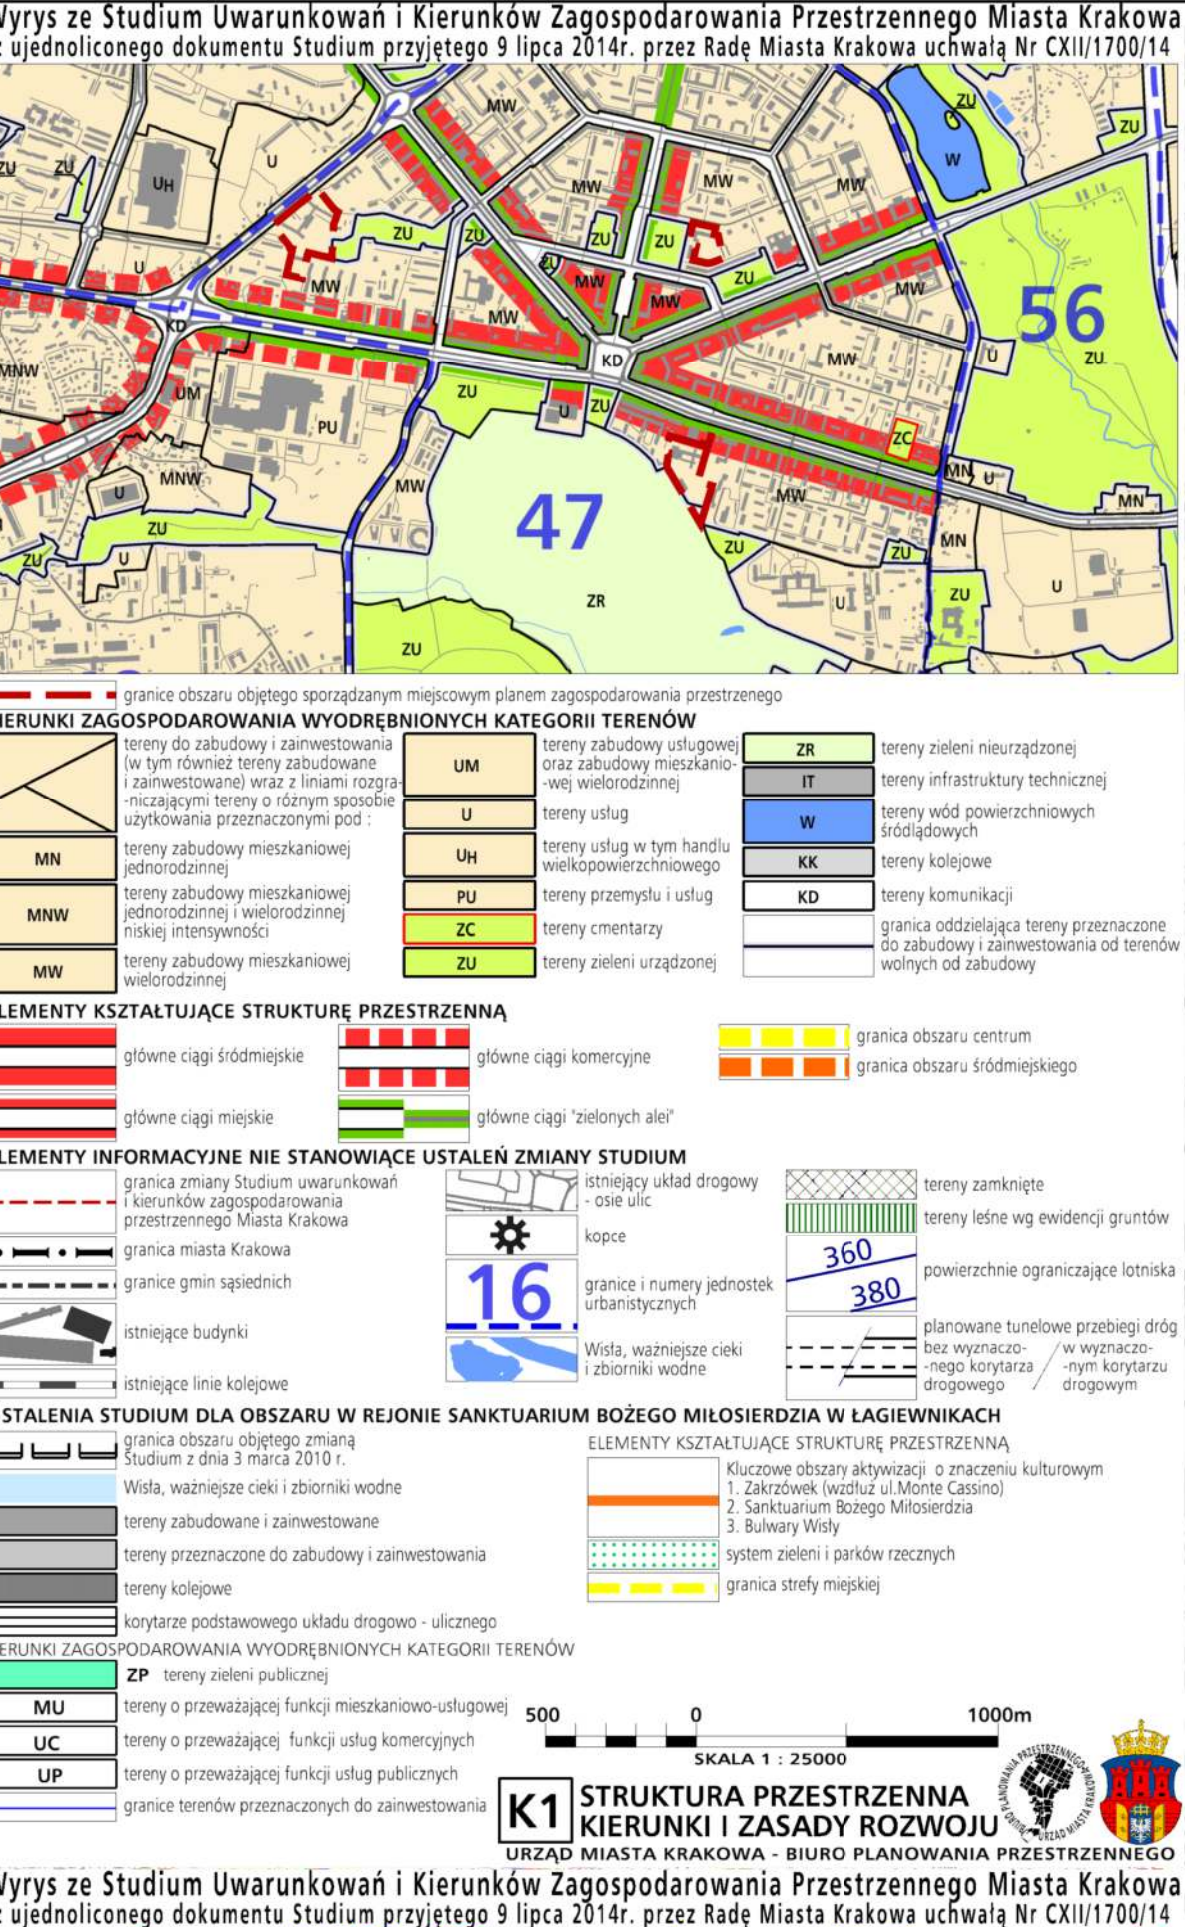 Wyrys ze Studium Uwarunkowań i Kierunków Zagospodarowania Przestrzennego Miasta Krakowa
z ujednoliconego dokumentu Studium przyjętego 9 lipca 2014r. przez Radę Miasta Krakowa uchwałą Nr CXII/1700/14
MW
ZU
ZU
W
ZU
ZU
UH
U
MW
MW
MW
ZU
ZU
ZU
ZU
U
ZU
MW
MW
MW
ZU
MW
56
KD
MW
KD
MW
U
ZU
MNW
UM
ZU
U
ZU
PU
ZC
MNW
MW
47
MW
MN
U
MN
U
ZU
ZU
U
ZU
ZU
MN
ZR
U
ZU
U
ZU
granice obszaru objętego sporządzanym miejscowym planem zagospodarowania przestrzenego
IERUNKI ZAGOSPODAROWANIA WYODRĘBNIONYCH KATEGORII TERENÓW
tereny do zabudowy i zainwestowania
(w tym również tereny zabudowane
i zainwestowane) wraz z liniami rozgra-
-niczającymi tereny o różnym sposobie
użytkowania przeznaczonymi pod :
MN
tereny zabudowy mieszkaniowej
jednorodzinnej
MNW
tereny zabudowy mieszkaniowej
jednorodzinnej i wielorodzinnej
niskiej intensywności
MW
tereny zabudowy mieszkaniowej
wielorodzinnej
UM
tereny zabudowy usługowej
oraz zabudowy mieszkanio-
-wej wielorodzinnej
U
tereny usług
UH
tereny usług w tym handlu
wielkopowierzchniowego
PU
tereny przemysłu i usług
ZC
tereny cmentarzy
ZU
tereny zieleni urządzonej
ZR
tereny zieleni nieurządzonej
IT
tereny infrastruktury technicznej
W
tereny wód powierzchniowych
śródlądowych
KK
tereny kolejowe
KD
tereny komunikacji
granica oddzielająca tereny przeznaczone
do zabudowy i zainwestowania od terenów
wolnych od zabudowy
LEMENTY KSZTAŁTUJĄCE STRUKTURĘ PRZESTRZENNĄ
główne ciągi śródmiejskie
główne ciągi komercyjne
granica obszaru centrum
granica obszaru śródmiejskiego
główne ciągi miejskie
główne ciągi "zielonych alei"
LEMENTY INFORMACYJNE NIE STANOWIĄCE USTALEŃ ZMIANY STUDIUM
granica zmiany Studium uwarunkowań
i kierunków zagospodarowania
przestrzennego Miasta Krakowa
granica miasta Krakowa
granice gmin sąsiednich
istniejące budynki
istniejące linie kolejowe
istniejący układ drogowy
- osie ulic
kopce
16
granice i numery jednostek
urbanistycznych
Wisła, ważniejsze cieki
i zbiorniki wodne
tereny zamknięte
tereny leśne wg ewidencji gruntów
360
380
powierzchnie ograniczające lotniska
planowane tunelowe przebiegi dróg
bez wyznaczo-
-nego korytarza
drogowego
w wyznaczo-
-nym korytarzu
drogowym
STALENIA STUDIUM DLA OBSZARU W REJONIE SANKTUARIUM BOŻEGO MIŁOSIERDZIA W ŁAGIEWNIKACH
granica obszaru objętego zmianą
Studium z dnia 3 marca 2010 r.
Wisła, ważniejsze cieki i zbiorniki wodne
tereny zabudowane i zainwestowane
tereny przeznaczone do zabudowy i zainwestowania
tereny kolejowe
korytarze podstawowego układu drogowo - ulicznego
ELEMENTY KSZTAŁTUJĄCE STRUKTURĘ PRZESTRZENNĄ
Kluczowe obszary aktywizacji o znaczeniu kulturowym
1. Zakrzówek (wzdłuż ul.Monte Cassino)
2. Sanktuarium Bożego Miłosierdzia
3. Bulwary Wisły
system zieleni i parków rzecznych
granica strefy miejskiej
ERUNKI ZAGOSPODAROWANIA WYODRĘBNIONYCH KATEGORII TERENÓW
ZP tereny zieleni publicznej
MU
tereny o przeważającej funkcji mieszkaniowo-usługowej
UC
tereny o przeważającej funkcji usług komercyjnych
UP
tereny o przeważającej funkcji usług publicznych
granice terenów przeznaczonych do zainwestowania
500 0 1000m
SKALA 1 : 25000
K1
STRUKTURA PRZESTRZENNA
KIERUNKI I ZASADY ROZWOJU
URZĄD MIASTA KRAKOWA - BIURO PLANOWANIA PRZESTRZENNEGO
Wyrys ze Studium Uwarunkowań i Kierunków Zagospodarowania Przestrzennego Miasta Krakowa
z ujednoliconego dokumentu Studium przyjętego 9 lipca 2014r. przez Radę Miasta Krakowa uchwałą Nr CXII/1700/14